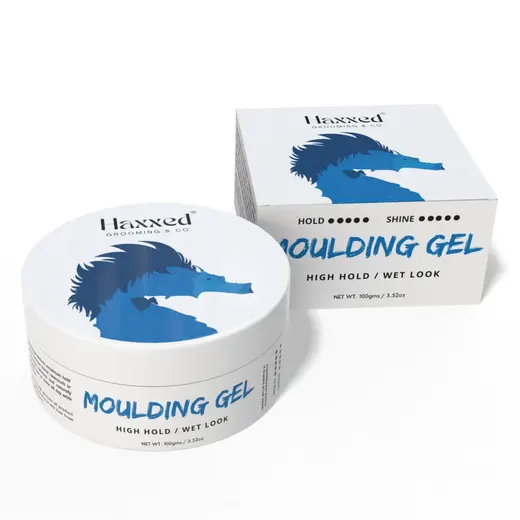 Haxxed®
GROOMING & CO
HOLD ●●●●● SHINE ●●●●●
MOULDING GEL
HIGH HOLD / WET LOOK
NET WT. 100gms / 3.52oz
Haxxed®
GROOMING & CO
MOULDING GEL
HIGH HOLD / WET LOOK
NET WT. 100gms / 3.52oz